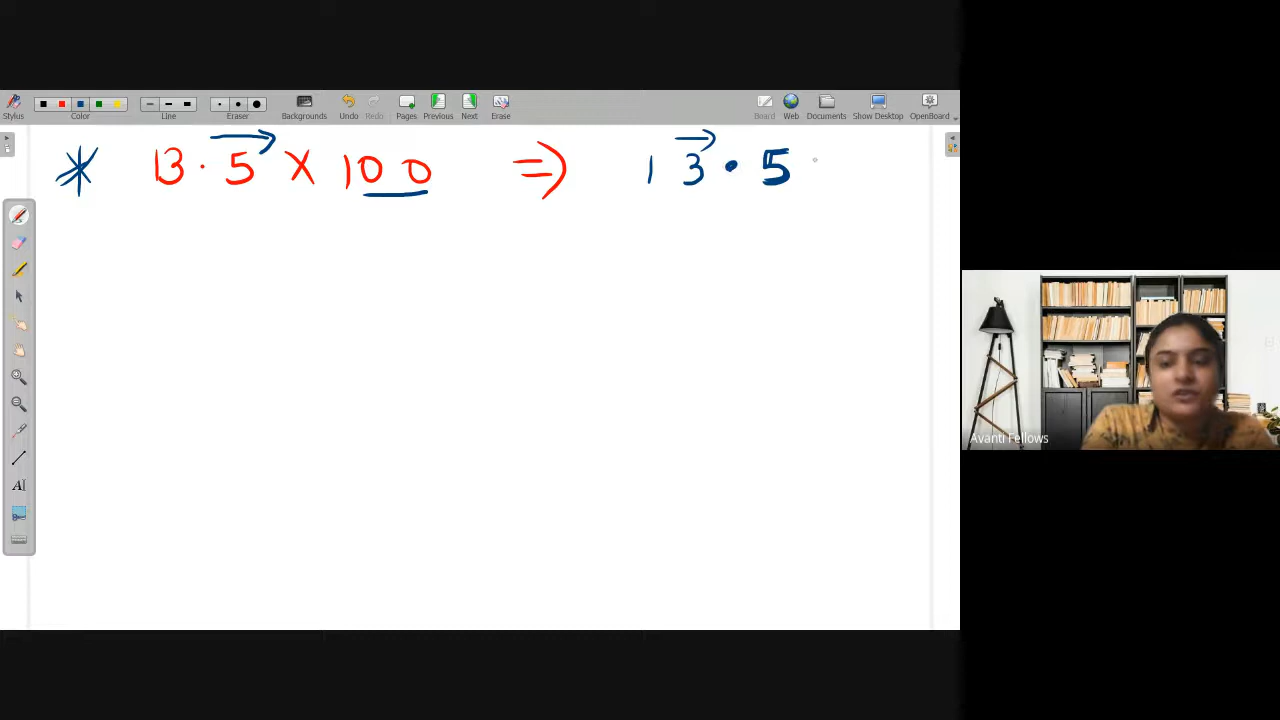 Stylus Color Line Eraser Backgrounds Undo Redo Pages Previous Next Erase Board Web Documents Show Desktop OpenBoard
* 13.5 X 100 => 13.5
Avanti Fellows